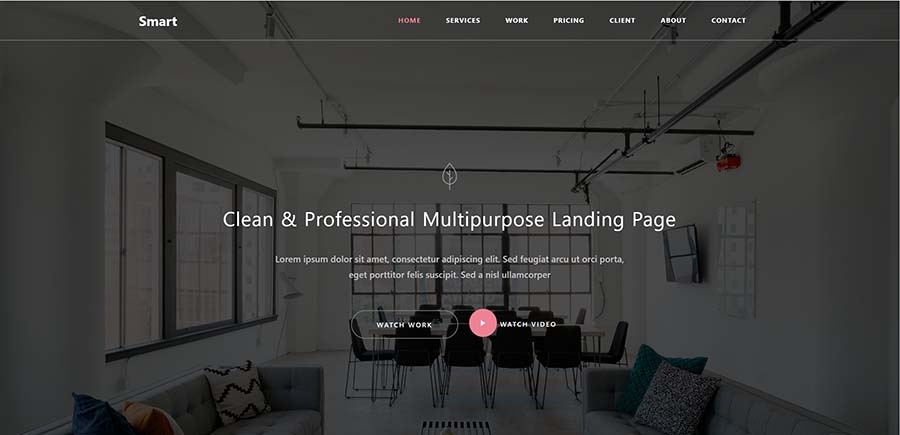 Smart
HOME SERVICES WORK PRICING CLIENT ABOUT CONTACT
Clean & Professional Multipurpose Landing Page
Lorem ipsum dolor sit amet, consectetur adipiscing elit. Sed feugiat arcu ut orci porta,
eget porttitor felis suscipit. Sed a nisl ullamcorper
WATCH WORK WATCH VIDEO